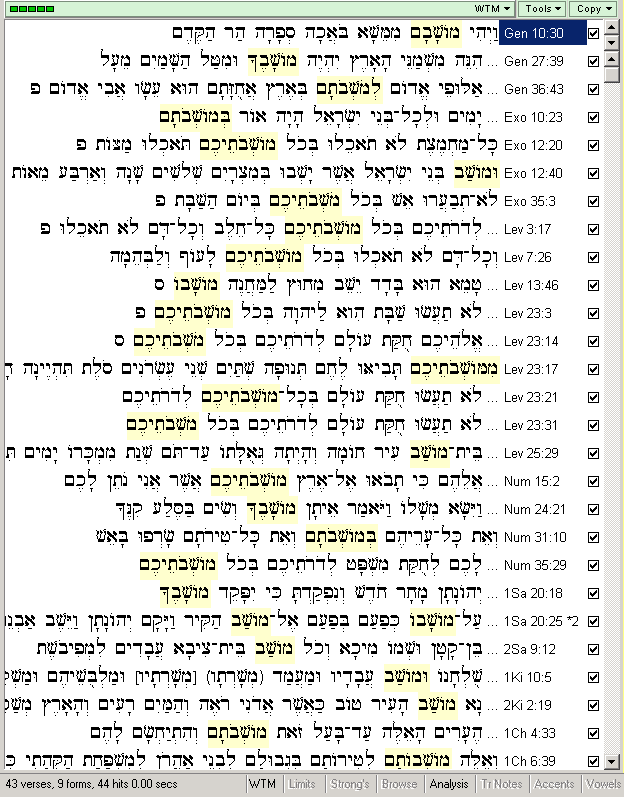 WTM Tools Copy
וַיְהִי מוֹשָׁבָם מִמֵּשָׁא בֹּאֲכָה סְפָרָה הַר הַקֶּדֶם Gen 10:30
הִנֵּה מִשְׁמַנֵּי הָאָרֶץ יִהְיֶה מוֹשָׁבֶךָ וּמִטַּל הַשָּׁמַיִם מֵעָל ... Gen 27:39
אַלּוּפֵי אֱדוֹם לְמֹשְׁבֹתָם בְּאֶרֶץ אֲחֻזָּתָם הוּא עֵשָׂו אֲבִי אֱדוֹם פ ... Gen 36:43
יָמִים וּלְכָל־בְּנֵי יִשְׂרָאֵל הָיָה אוֹר בְּמוֹשְׁבֹתָם ... Exo 10:23
כָּל־מַחְמֶצֶת לֹא תֹאכֵלוּ בְּכֹל מוֹשְׁבֹתֵיכֶם תֹּאכְלוּ מַצּוֹת פ Exo 12:20
וּמוֹשַׁב בְּנֵי יִשְׂרָאֵל אֲשֶׁר יָשְׁבוּ בְּמִצְרָיִם שְׁלֹשִׁים שָׁנָה וְאַרְבַּע מֵאוֹת Exo 12:40
לֹא־תְבַעֲרוּ אֵשׁ בְּכֹל מֹשְׁבֹתֵיכֶם בְּיוֹם הַשַּׁבָּת פ Exo 35:3
לְדֹרֹתֵיכֶם בְּכֹל מוֹשְׁבֹתֵיכֶם כָּל־חֵלֶב וְכָל־דָּם לֹא תֹאכֵלוּ פ ... Lev 3:17
וְכָל־דָּם לֹא תֹאכְלוּ בְּכֹל מוֹשְׁבֹתֵיכֶם לָעוֹף וְלַבְּהֵמָה Lev 7:26
טָמֵא הוּא בָּדָד יֵשֵׁב מִחוּץ לַמַּחֲנֶה מוֹשָׁבוֹ ס ... Lev 13:46
לֹא תַעֲשׂוּ שַׁבָּת הִוא לַיהוָה בְּכֹל מוֹשְׁבֹתֵיכֶם פ ... Lev 23:3
אֱלֹהֵיכֶם חֻקַּת עוֹלָם לְדֹרֹתֵיכֶם בְּכֹל מֹשְׁבֹתֵיכֶם ס ... Lev 23:14
מִמּוֹשְׁבֹתֵיכֶם תָּבִיאּוּ לֶחֶם תְּנוּפָה שְׁתַּיִם שְׁנֵי עֶשְׂרֹנִים סֹלֶת תִּהְיֶינָה Lev 23:17
לֹא תַעֲשׂוּ חֻקַּת עוֹלָם בְּכָל־מוֹשְׁבֹתֵיכֶם לְדֹרֹתֵיכֶם ... Lev 23:21
לֹא תַעֲשׂוּ חֻקַּת עוֹלָם לְדֹרֹתֵיכֶם בְּכֹל מֹשְׁבֹתֵיכֶם ... Lev 23:31
בֵּית־מוֹשַׁב עִיר חוֹמָה וְהָיְתָה גְּאֻלָּתוֹ עַד־תֹּם שְׁנַת מִמְכָּרוֹ יָמִים ... Lev 25:29
אֲלֵהֶם כִּי תָבֹאוּ אֶל־אֶרֶץ מוֹשְׁבֹתֵיכֶם אֲשֶׁר אֲנִי נֹתֵן לָכֶם ... Num 15:2
וַיִּשָּׂא מְשָׁלוֹ וַיֹּאמַר אֵיתָן מוֹשָׁבֶךָ וְשִׂים בַּסֶּלַע קִנֶּךָ ... Num 24:21
וְאֵת כָּל־עָרֵיהֶם בְּמוֹשְׁבֹתָם וְאֵת כָּל־טִירֹתָם שָׂרְפוּ בָּאֵשׁ Num 31:10
לָכֶם לְחֻקַּת מִשְׁפָּט לְדֹרֹתֵיכֶם בְּכֹל מוֹשְׁבֹתֵיכֶם ... Num 35:29
יְהוֹנָתָן מָחָר חֹדֶשׁ וְנִפְקַדְתָּ כִּי יִפָּקֵד מוֹשָׁבֶךָ ... 1Sa 20:18
עַל־מוֹשָׁבוֹ כְּפַעַם בְּפַעַם אֶל־מוֹשַׁב הַקִּיר וַיָּקָם יְהוֹנָתָן וַיֵּשֶׁב ... 1Sa 20:25 *2
בֵּן־קָטָן וּשְׁמוֹ מִיכָא וְכֹל מוֹשַׁב בֵּית־צִיבָא עֲבָדִים לִמְפִיבֹשֶׁת ... 2Sa 9:12
שֻׁלְחָנוֹ וּמוֹשַׁב עֲבָדָיו וּמַעֲמַד (מְשָׁרְתוֹ) [מְשָׁרְתָיו] וּמַלְבֻּשֵׁיהֶם ... 1Ki 10:5
נָא מוֹשַׁב הָעִיר טוֹב כַּאֲשֶׁר אֲדֹנִי רֹאֶה וְהַמַּיִם רָעִים וְהָאָרֶץ ... 2Ki 2:19
הֶעָרִים הָאֵלֶּה עַד־בָּעַל זֹאת מוֹשְׁבֹתָם וְהִתְיַחְשָׂם לָהֶם ... 1Ch 4:33
וְאֵלֶּה מוֹשְׁבוֹתָם לְטִירוֹתָם בִּגְבוּלָם לִבְנֵי אַהֲרֹן לְמִשְׁפַּחַת הַקְּהָתִי 1Ch 6:39
43 verses, 9 forms, 44 hits 0.00 secs WTM Limits Strong's Browse Analysis Tr Notes Accents Vowels